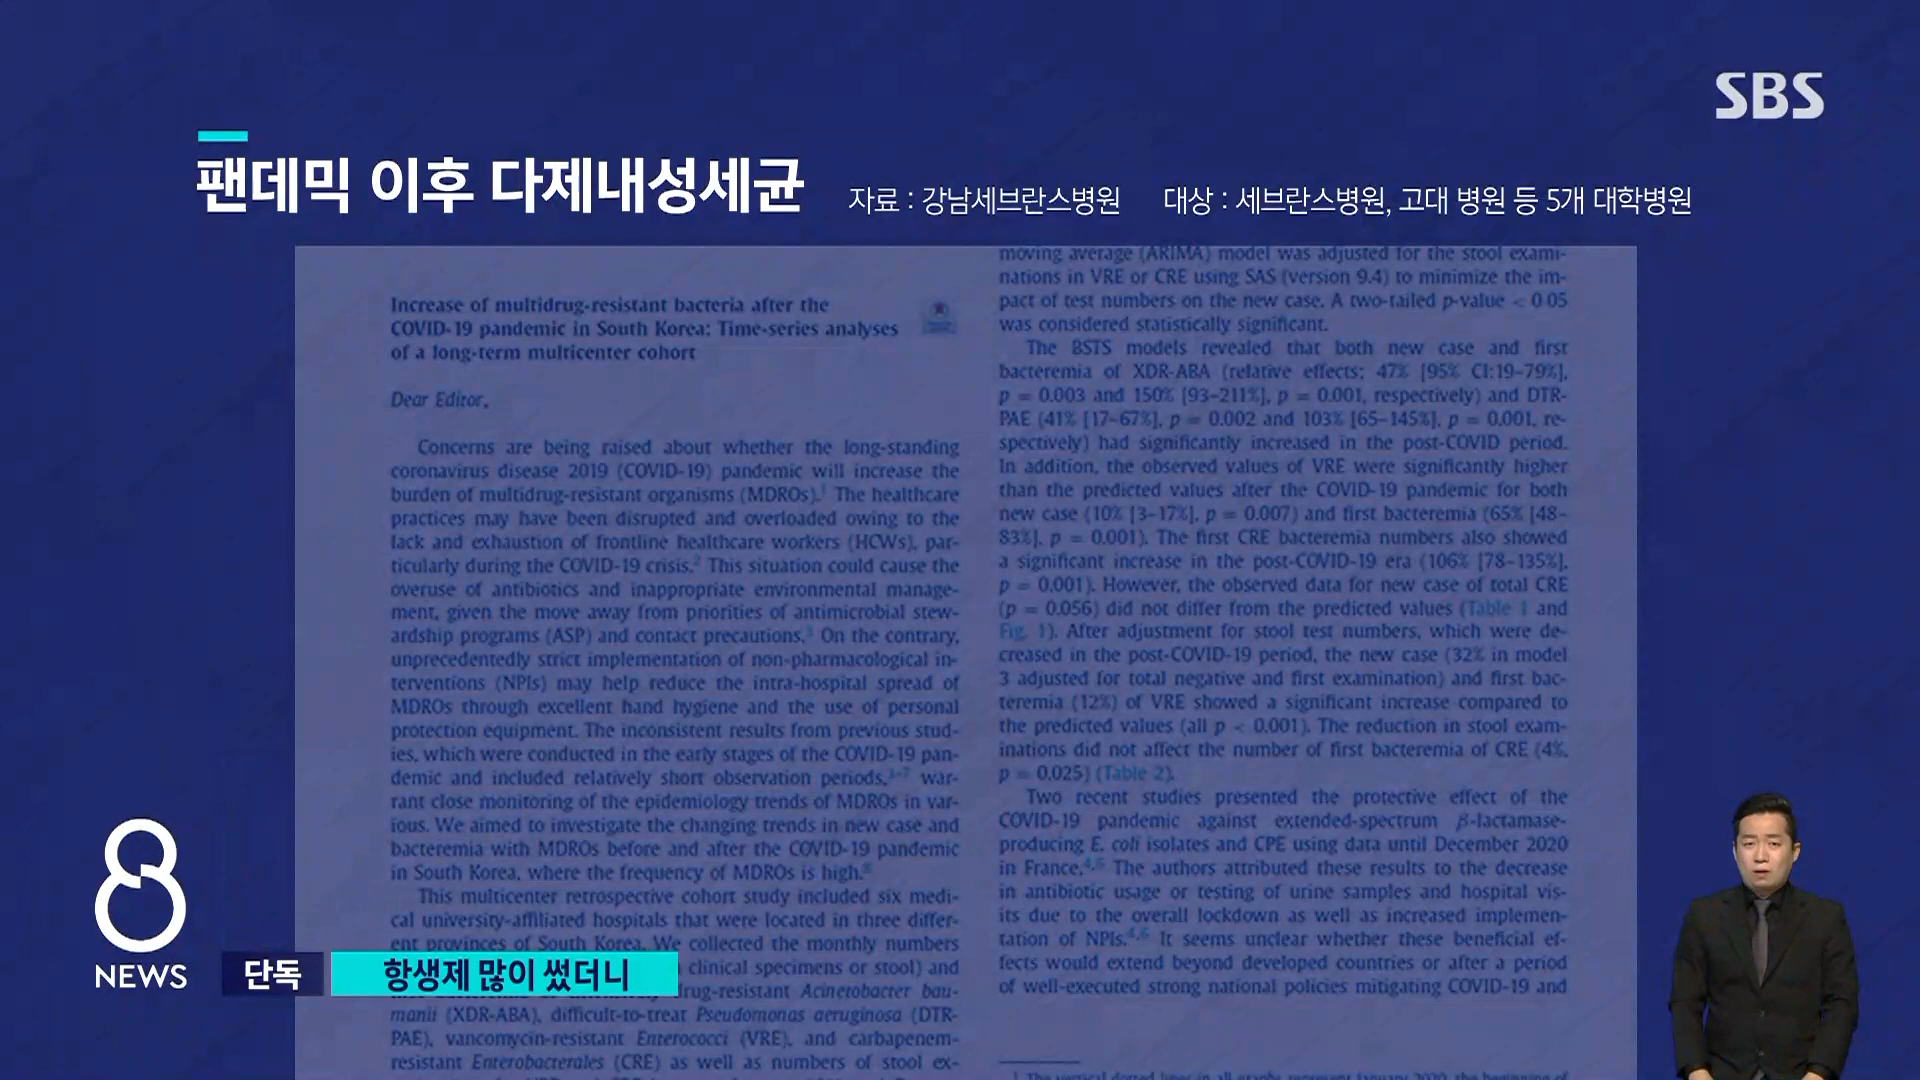 SBS
팬데믹 이후 다제내성세균
자료 : 강남세브란스병원 대상 : 세브란스병원, 고대 병원 등 5개 대학병원
Increase of multidrug-resistant bacteria after the
COVID-19 pandemic in South Korea: Time-series analyses
of a long-term multicenter cohort
Dear Editor,
Concerns are being raised about whether the long-standing
coronavirus disease 2019 (COVID-19) pandemic will increase the
burden of multidrug-resistant organisms (MDROs).1 The healthcare
practices may have been disrupted and overloaded owing to the
lack and exhaustion of frontline healthcare workers (HCWs), par-
ticularly during the COVID-19 crisis.2 This situation could cause the
overuse of antibiotics and inappropriate environmental manage-
ment, given the move away from priorities of antimicrobial stew-
ardship programs (ASP) and contact precautions.3 On the contrary,
unprecedentedly strict implementation of non-pharmacological in-
terventions (NPIs) may help reduce the intra-hospital spread of
MDROs through excellent hand hygiene and the use of personal
protection equipment. The inconsistent results from previous stud-
ies, which were conducted in the early stages of the COVID-19 pan-
demic and included relatively short observation periods,3–7 war-
rant close monitoring of the epidemiology trends of MDROs in var-
ious. We aimed to investigate the changing trends in new case and
bacteremia with MDROs before and after the COVID-19 pandemic
in South Korea, where the frequency of MDROs is high.8
This multicenter retrospective cohort study included six medi-
cal university-affiliated hospitals that were located in three differ-
ent provinces of South Korea. We collected the monthly numbers
clinical specimens or stool) and
drug-resistant Acinetobacter bau-
manii (XDR-ABA), difficult-to-treat Pseudomonas aeruginosa (DTR-
PAE), vancomycin-resistant Enterococci (VRE), and carbapenem-
resistant Enterobacterales (CRE) as well as numbers of stool ex-
moving average (ARIMA) model was adjusted for the stool exami-
nations in VRE or CRE using SAS (version 9.4) to minimize the im-
pact of test numbers on the new case. A two-tailed p-value < 0·05
was considered statistically significant.
The BSTS models revealed that both new case and first
bacteremia of XDR-ABA (relative effects; 47% [95% CI:19–79%],
p = 0.003 and 150% [93–211%], p = 0.001, respectively) and DTR-
PAE (41% [17–67%], p = 0.002 and 103% [65–145%], p = 0.001, re-
spectively) had significantly increased in the post-COVID period.
In addition, the observed values of VRE were significantly higher
than the predicted values after the COVID-19 pandemic for both
new case (10% [3–17%], p = 0.007) and first bacteremia (65% [48–
83%], p = 0.001). The first CRE bacteremia numbers also showed
a significant increase in the post-COVID-19 era (106% [78–135%],
p = 0.001). However, the observed data for new case of total CRE
(p = 0.056) did not differ from the predicted values (Table 1 and
Fig. 1). After adjustment for stool test numbers, which were de-
creased in the post-COVID-19 period, the new case (32% in model
3 adjusted for total negative and first examination) and first bac-
teremia (12%) of VRE showed a significant increase compared to
the predicted values (all p < 0.001). The reduction in stool exam-
inations did not affect the number of first bacteremia of CRE (4%,
p = 0.025) (Table 2).
Two recent studies presented the protective effect of the
COVID-19 pandemic against extended-spectrum β-lactamase-
producing E. coli isolates and CPE using data until December 2020
in France.4,6 The authors attributed these results to the decrease
in antibiotic usage or testing of urine samples and hospital vis-
its due to the overall lockdown as well as increased implemen-
tation of NPIs.4,6 It seems unclear whether these beneficial ef-
fects would extend beyond developed countries or after a period
of well-executed strong national policies mitigating COVID-19 and
8
NEWS
단독 항생제 많이 썼더니